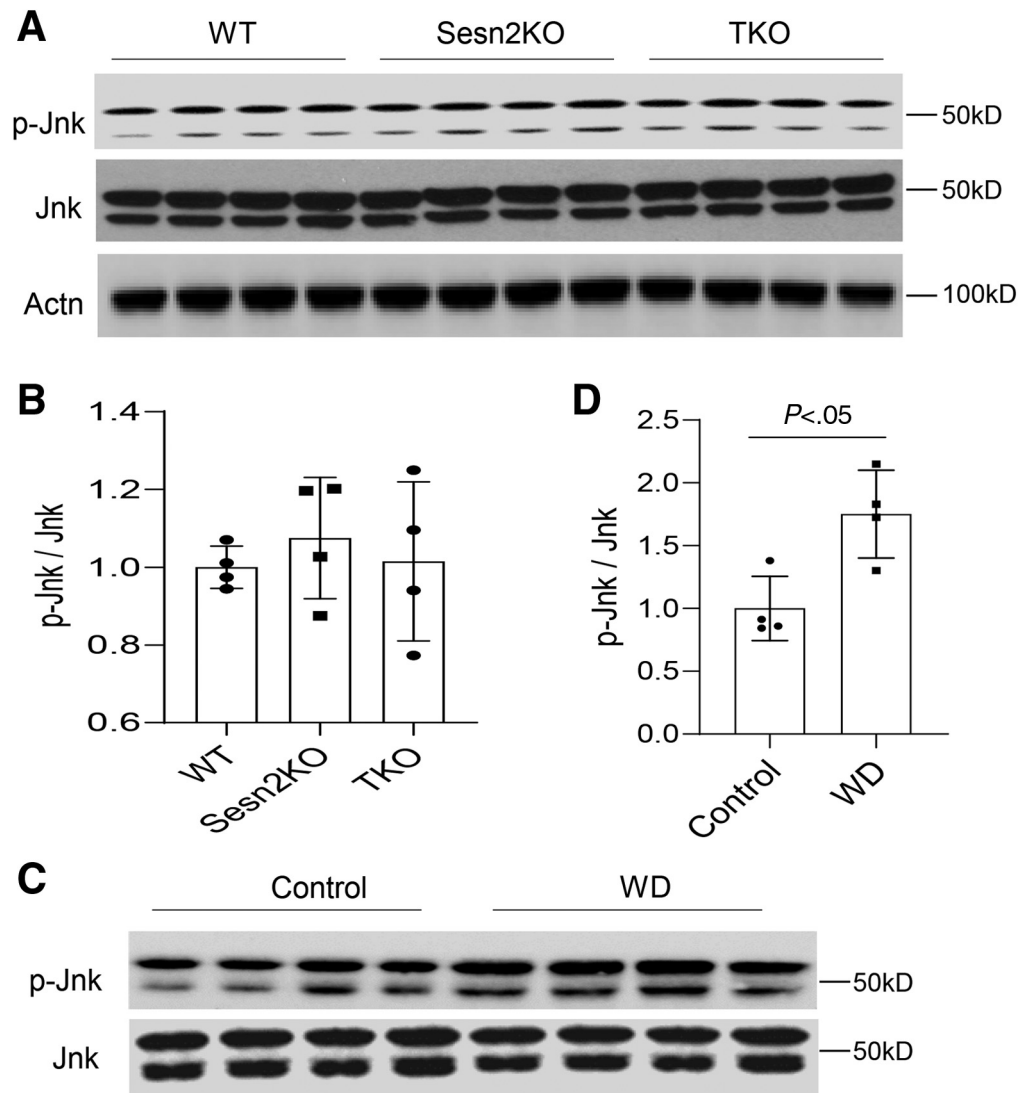 A
WT Sesn2KO TKO
p-Jnk 50kD
Jnk 50kD
Actn 100kD
B
1.4
1.2
1.0
0.8
0.6
p-Jnk / Jnk
WT Sesn2KO TKO
D
P<.05
2.5
2.0
1.5
1.0
0.5
0.0
p-Jnk / Jnk
Control WD
C
Control WD
p-Jnk 50kD
Jnk 50kD